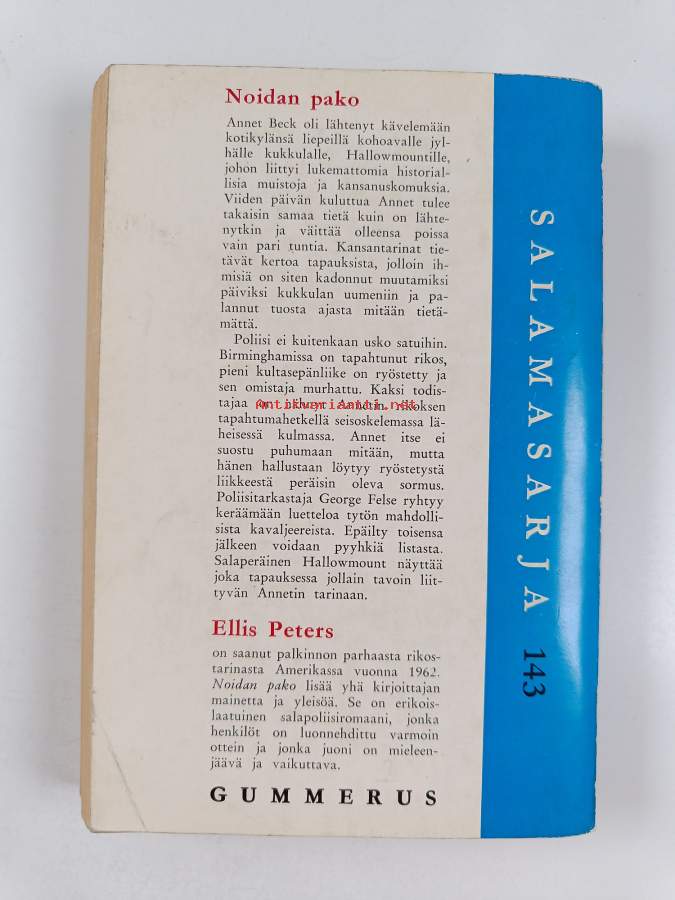 Noidan pako
Annet Beck oli lähtenyt kävelemään
kotikylänsä liepeillä kohoavalle jyl-
hälle kukkulalle, Hallowmountille,
johon liittyi lukemattomia historial-
lisia muistoja ja kansanuskomuksia.
Viiden päivän kuluttua Annet tulee
takaisin samaa tietä kuin on lähte-
nytkin ja väittää olleensa poissa
vain pari tuntia. Kansantarinat tie-
tävät kertoa tapauksista, jolloin ih-
misiä on siten kadonnut muutamiksi
päiviksi kukkulan uumeniin ja pa-
lannut tuosta ajasta mitään tietä-
mättä.
Poliisi ei kuitenkaan usko satuihin.
Birminghamissa on tapahtunut rikos,
pieni kultasepänliike on ryöstetty ja
sen omistaja murhattu. Kaksi todis-
tajaa on nähnyt Annetin rikoksen
antikvariaatti.net
tapahtumahetkellä seisoskelemassa lä-
heisessä kulmassa. Annet itse ei
suostu puhumaan mitään, mutta
hänen hallustaan löytyy ryöstetystä
liikkeestä peräisin oleva sormus.
Poliisitarkastaja George Felse ryhtyy
keräämään luetteloa tytön mahdolli-
sista kavaljeereista. Epäilty toisensa
jälkeen voidaan pyyhkiä listasta.
Salaperäinen Hallowmount näyttää
joka tapauksessa jollain tavoin liit-
tyvän Annetin tarinaan.
Ellis Peters
on saanut palkinnon parhaasta rikos-
tarinasta Amerikassa vuonna 1962.
Noidan pako lisää yhä kirjoittajan
mainetta ja yleisöä. Se on erikois-
laatuinen salapoliisiromaani, jonka
henkilöt on luonnehdittu varmoin
ottein ja jonka juoni on mieleen-
jäävä ja vaikuttava.
GUMMERUS
SALAMASARJA 143